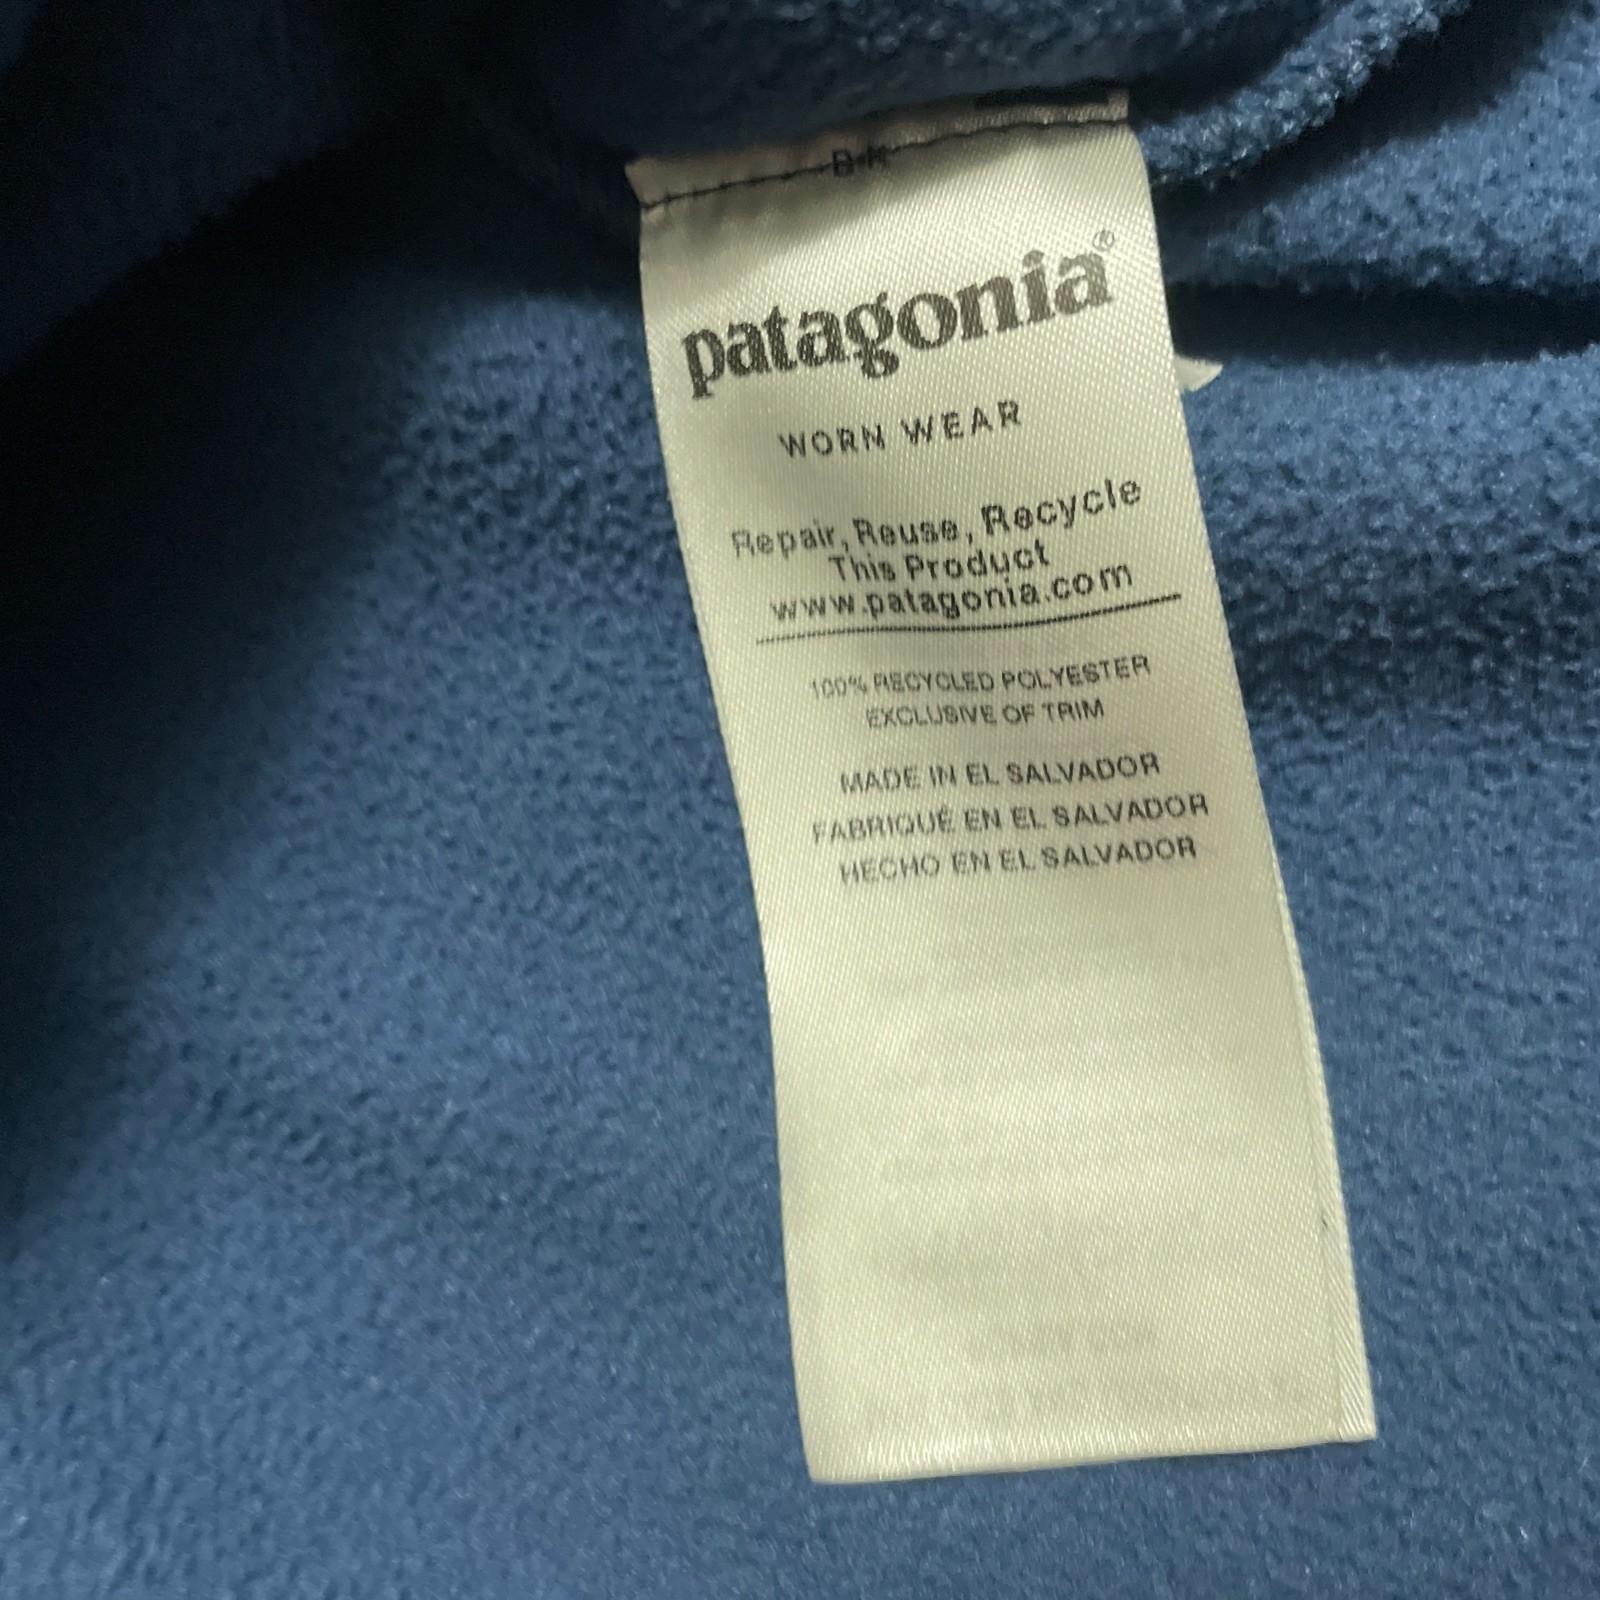 patagonia®
WORN WEAR
Repair, Reuse, Recycle
This Product
www.patagonia.com
100% RECYCLED POLYESTER
EXCLUSIVE OF TRIM
MADE IN EL SALVADOR
FABRIQUÉ EN EL SALVADOR
HECHO EN EL SALVADOR